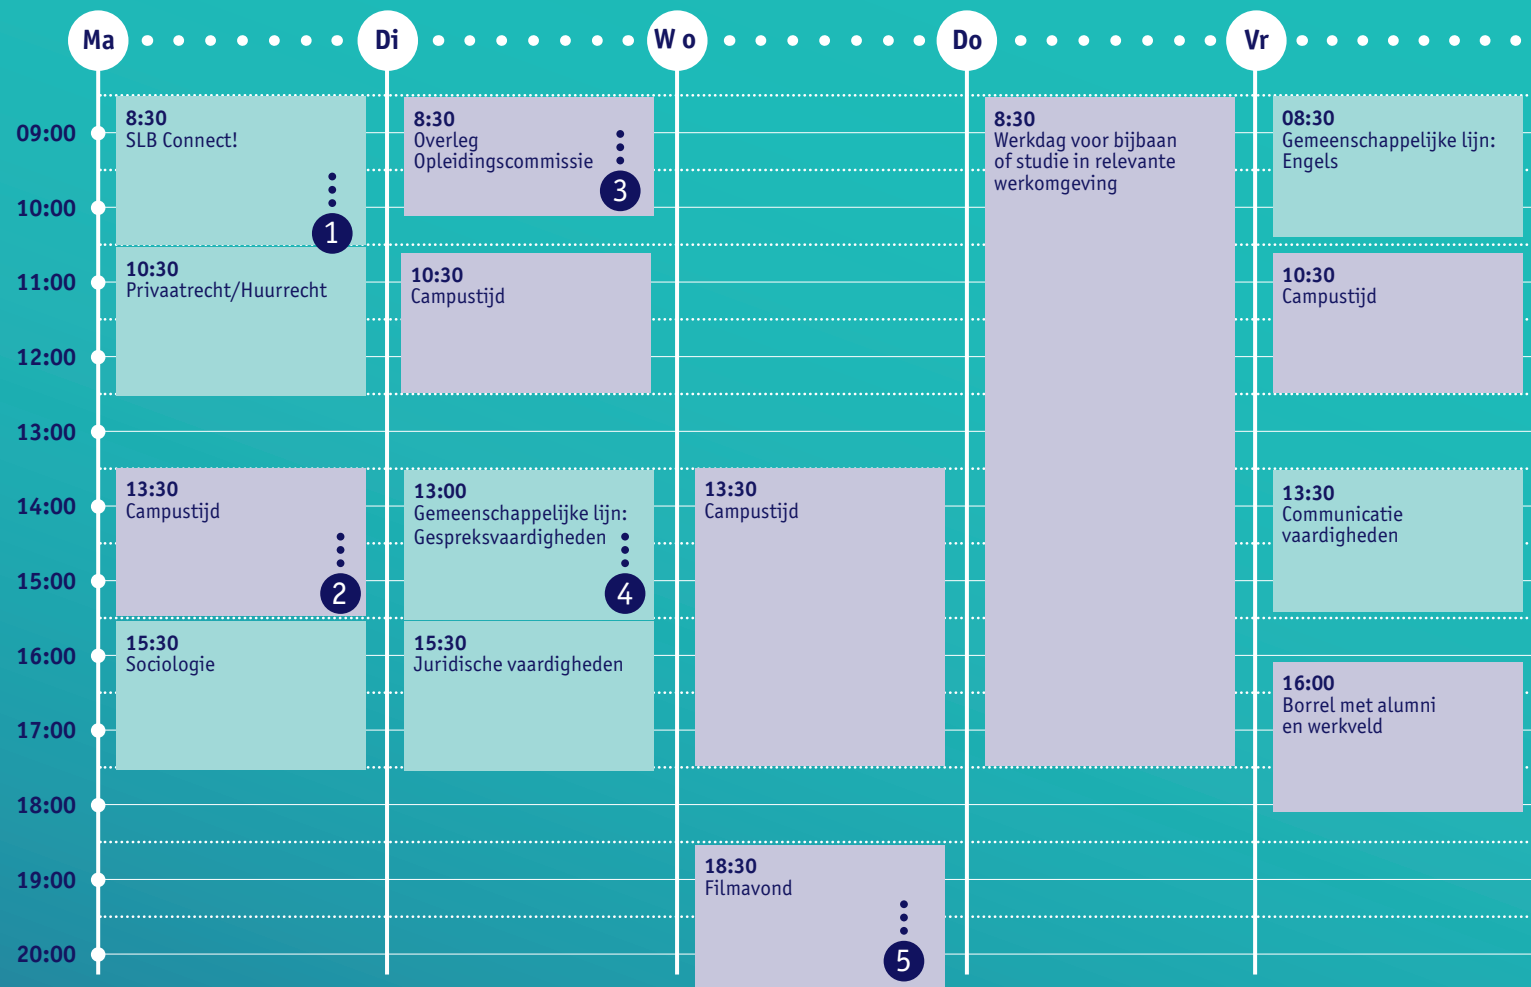 Ma
Di
W o
Do
Vr
09:00
10:00
11:00
12:00
13:00
14:00
15:00
16:00
17:00
18:00
19:00
20:00
8:30
SLB Connect!
1
10:30
Privaatrecht/Huurrecht
13:30
Campustijd
2
15:30
Sociologie
8:30
Overleg
Opleidingscommissie
3
10:30
Campustijd
13:00
Gemeenschappelijke lijn:
Gespreksvaardigheden
4
15:30
Juridische vaardigheden
13:30
Campustijd
18:30
Filmavond
5
8:30
Werkdag voor bijbaan
of studie in relevante
werkomgeving
08:30
Gemeenschappelijke lijn:
Engels
10:30
Campustijd
13:30
Communicatie
vaardigheden
16:00
Borrel met alumni
en werkveld